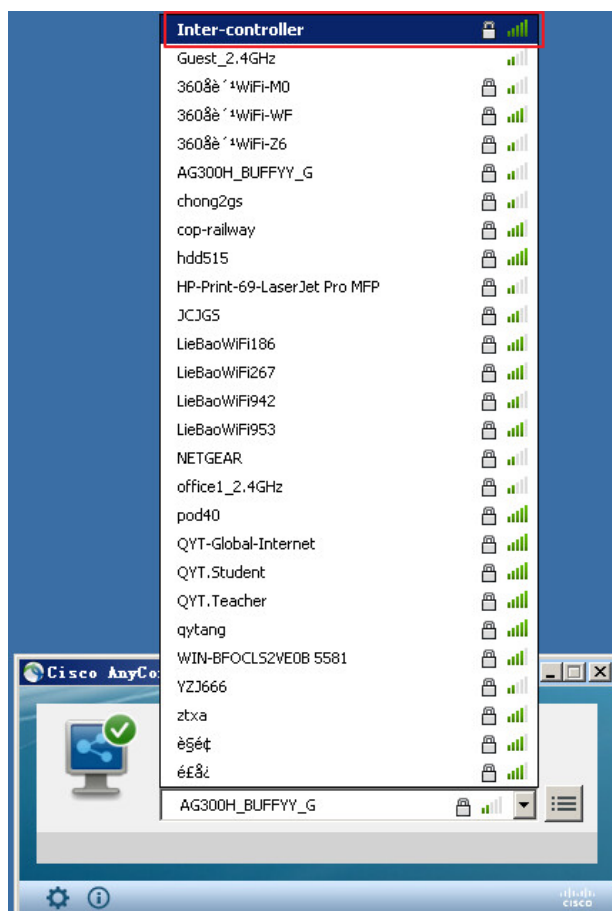 Inter-controller
Guest_2.4GHz
360åè´¹WiFi-M0
360åè´¹WiFi-WF
360åè´¹WiFi-Z6
AG300H_BUFFYY_G
chong2gs
cop-railway
hdd515
HP-Print-69-LaserJet Pro MFP
JCJGS
LieBaoWiFi186
LieBaoWiFi267
LieBaoWiFi942
LieBaoWiFi953
NETGEAR
office1_2.4GHz
pod40
QYT-Global-Internet
QYT.Student
QYT.Teacher
qytang
WIN-BFOCLS2VE0B 5581
Cisco AnyCo
YZJ666
ztxa
è§é¢
é£å¿
AG300H_BUFFYY_G
cisco